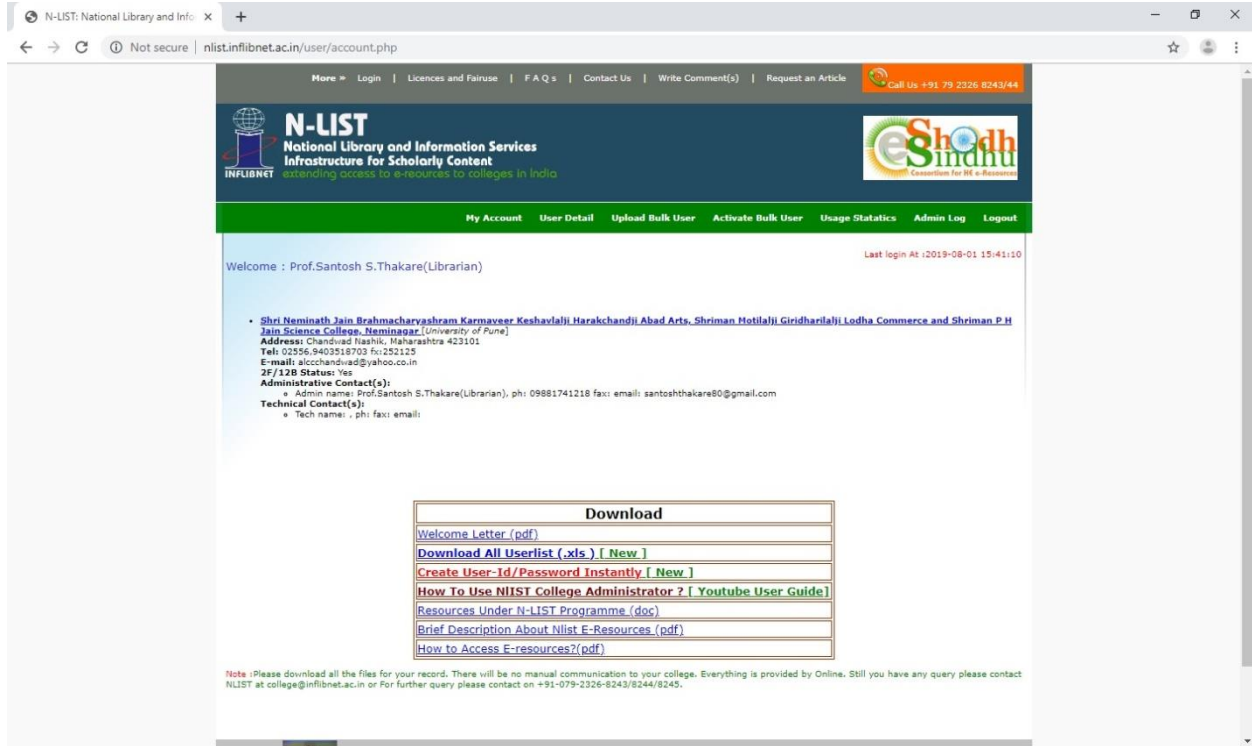 N-LIST: National Library and Info
Not secure | nlist.inflibnet.ac.in/user/account.php
More » Login | Licences and Fairuse | F A Q s | Contact Us | Write Comment(s) | Request an Article
Call Us +91 79 2326 8243/44
N-LIST
National Library and Information Services
Infrastructure for Scholarly Content
extending access to e-reources to colleges in India
INFLIBNET
e Shodh
Sindhu
Consortium for HE e-Resources
My Account User Detail Upload Bulk User Activate Bulk User Usage Statatics Admin Log Logout
Last login At :2019-08-01 15:41:10
Welcome : Prof.Santosh S.Thakare(Librarian)
• Shri Neminath Jain Brahmacharyashram Karmaveer Keshavlalji Harakchandji Abad Arts, Shriman Motilalji Giridharilalji Lodha Commerce and Shriman P H
Jain Science College, Neminagar [University of Pune]
Address: Chandwad Nashik, Maharashtra 423101
Tel: 02556,9403518703 fx:252125
E-mail: alccchandwad@yahoo.co.in
2F/12B Status: Yes
Administrative Contact(s):
Admin name: Prof.Santosh S.Thakare(Librarian), ph: 09881741218 fax: email: santoshthakare80@gmail.com
Technical Contact(s):
Tech name: , ph: fax: email:
Download
Welcome Letter (pdf)
Download All Userlist (.xls ) [ New ]
Create User-Id/Password Instantly [ New ]
How To Use NlIST College Administrator ? [ Youtube User Guide]
Resources Under N-LIST Programme (doc)
Brief Description About Nlist E-Resources (pdf)
How to Access E-resources?(pdf)
Note :Please download all the files for your record. There will be no manual communication to your college. Everything is provided by Online. Still you have any query please contact
NLIST at college@inflibnet.ac.in or For further query please contact on +91-079-2326-8243/8244/8245.